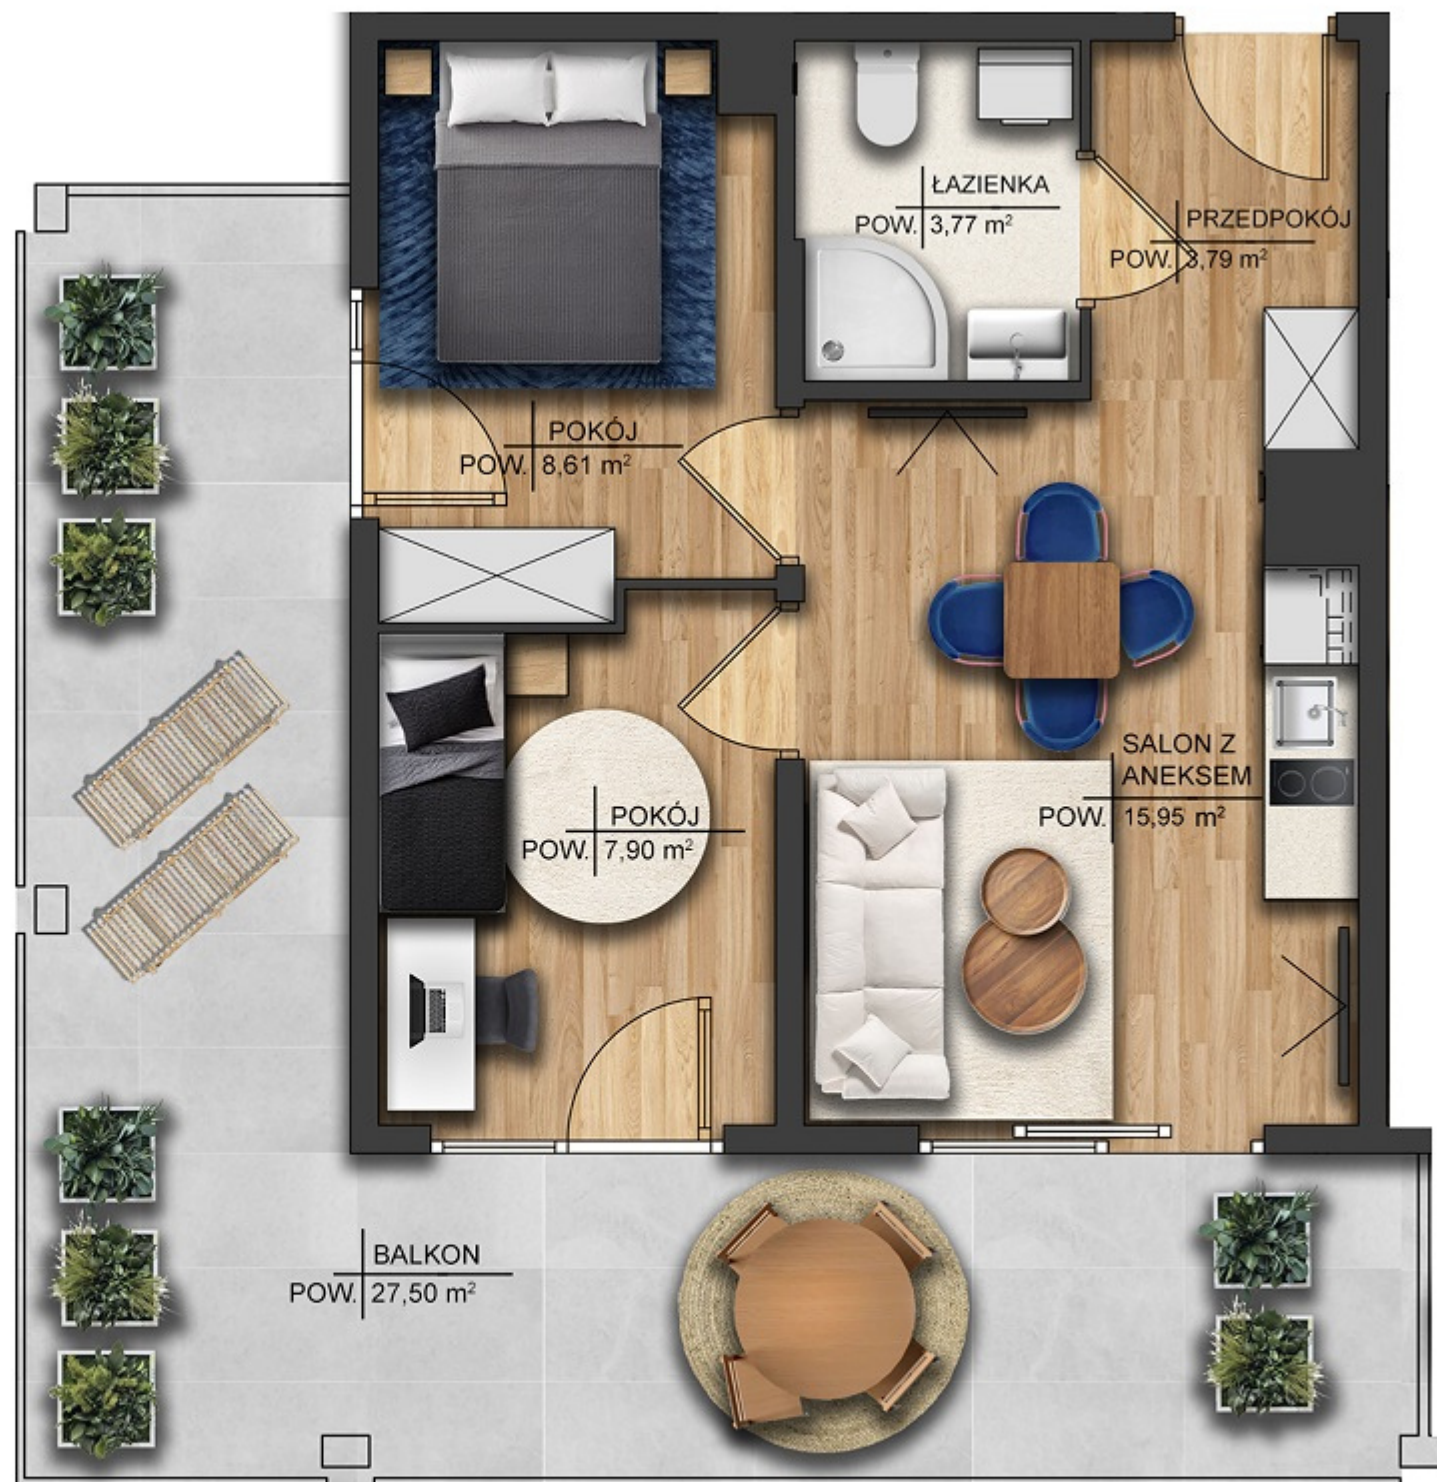 ŁAZIENKA
POW. 3,77 m²
PRZEDPOKÓJ
POW. 3,79 m²
POKÓJ
POW. 8,61 m²
SALON Z
ANEKSEM
POW. 15,95 m²
POKÓJ
POW. 7,90 m²
BALKON
POW. 27,50 m²